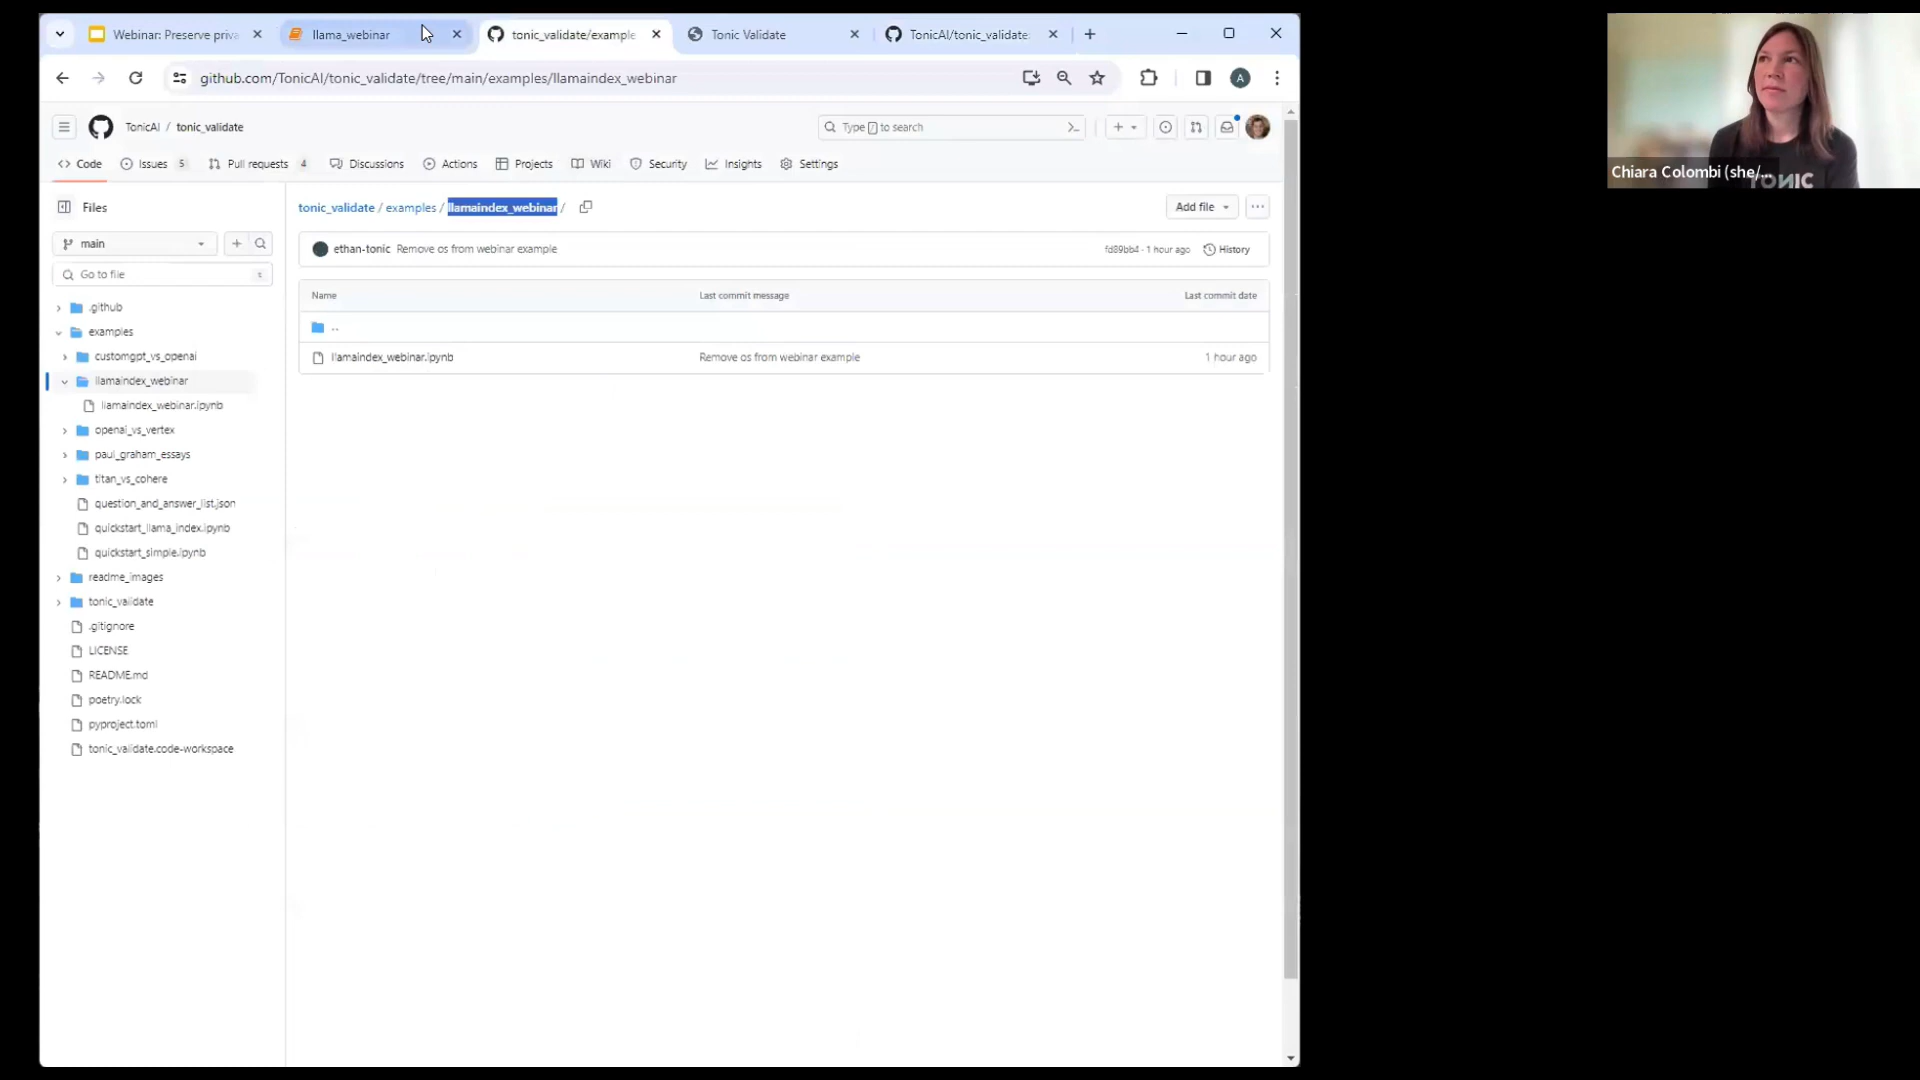 Webinar: Preserve priva
llama_webinar
tonic_validate/example
Tonic Validate
TonicAI/tonic_validate
github.com/TonicAI/tonic_validate/tree/main/examples/llamaindex_webinar
A
TonicAI / tonic_validate
Type / to search
Code
Issues 5
Pull requests 4
Discussions
Actions
Projects
Wiki
Security
Insights
Settings
Files
tonic_validate / examples / llamaindex_webinar /
Add file
main
ethan-tonic Remove os from webinar example
fd89bb4 · 1 hour ago
History
Go to file
t
Name
Last commit message
Last commit date
..
llamaindex_webinar.ipynb
Remove os from webinar example
1 hour ago
.github
examples
customgpt_vs_openai
llamaindex_webinar
llamaindex_webinar.ipynb
openai_vs_vertex
paul_graham_essays
titan_vs_cohere
question_and_answer_list.json
quickstart_llama_index.ipynb
quickstart_simple.ipynb
readme_images
tonic_validate
.gitignore
LICENSE
README.md
poetry.lock
pyproject.toml
tonic_validate.code-workspace
Chiara Colombi (she/...
TONIC